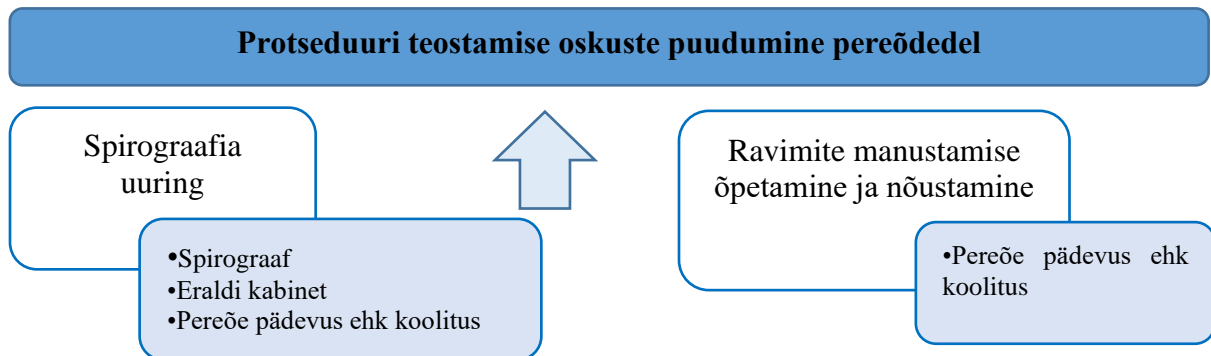 Protseduuri teostamise oskuste puudumine pereõdedel
Spirograafia
uuring
•Spirograaf
•Eraldi kabinet
•Pereõe pädevus ehk koolitus
Ravimite manustamise
õpetamine ja nõustamine
•Pereõe pädevus ehk
koolitus